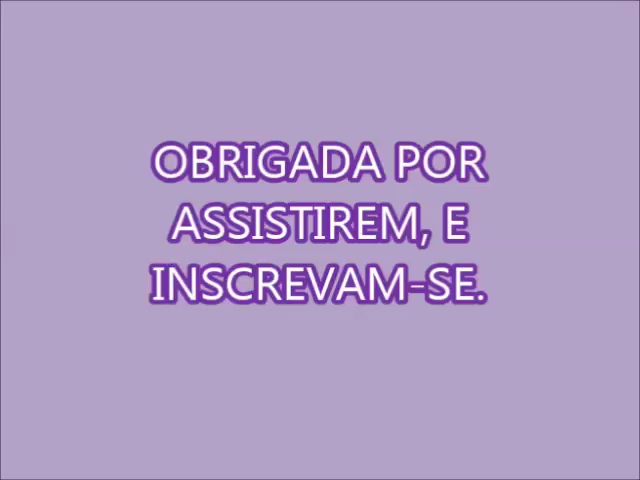 OBRIGADA POR
ASSISTIREM, E
INSCREVAM-SE.